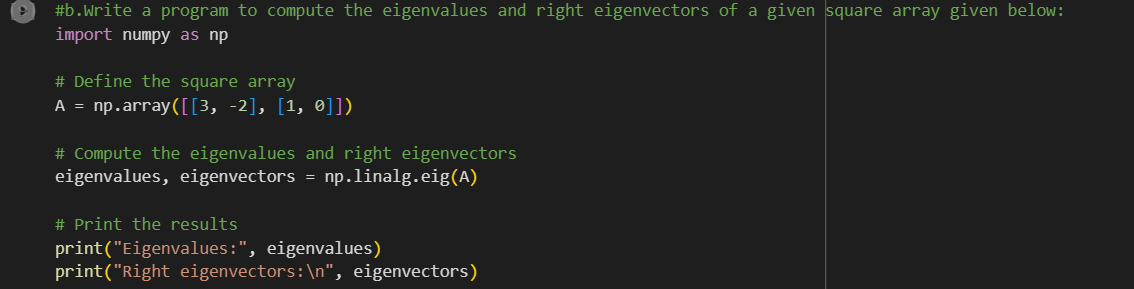 #b.Write a program to compute the eigenvalues and right eigenvectors of a given square array given below:
import numpy as np
# Define the square array
A = np.array([[3, -2], [1, 0]])
# Compute the eigenvalues and right eigenvectors
eigenvalues, eigenvectors = np.linalg.eig(A)
# Print the results
print("Eigenvalues:", eigenvalues)
print("Right eigenvectors:\n", eigenvectors)